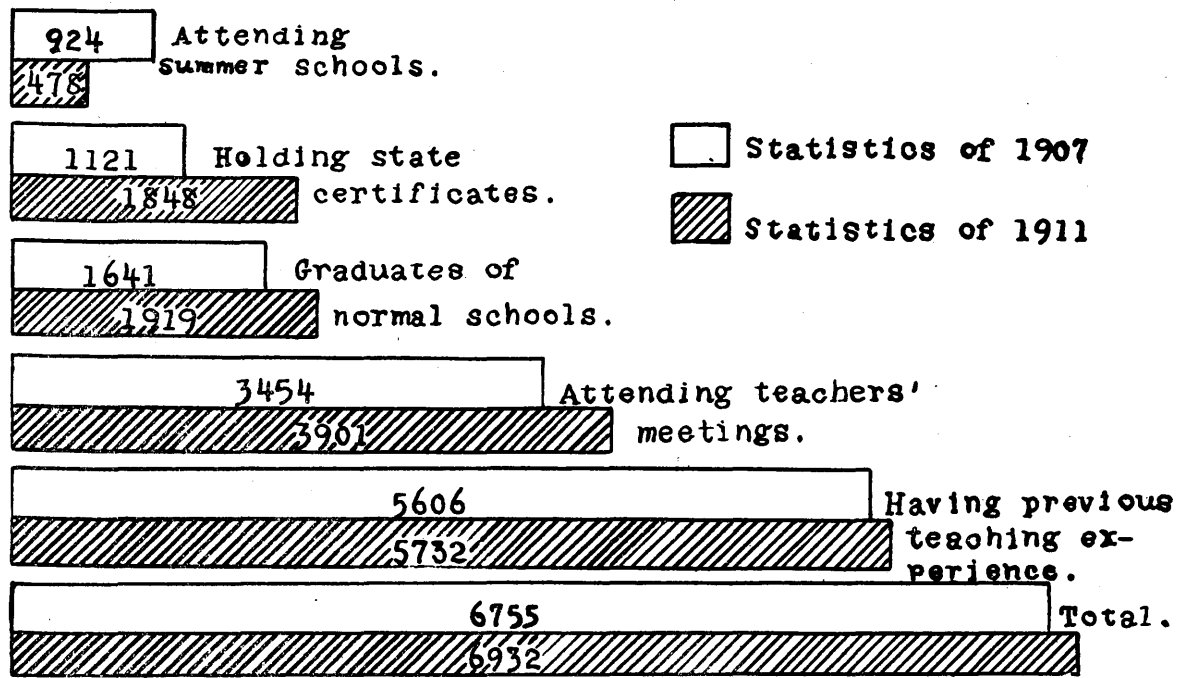 924 Attending
478 summer schools.
1121 Holding state
1848 certificates.
Statistics of 1907
Statistics of 1911
1641 Graduates of
1919 normal schools.
3454 Attending teachers'
3901 meetings.
5606 Having previous
5732 teaching ex-
perience.
6755 Total.
6932